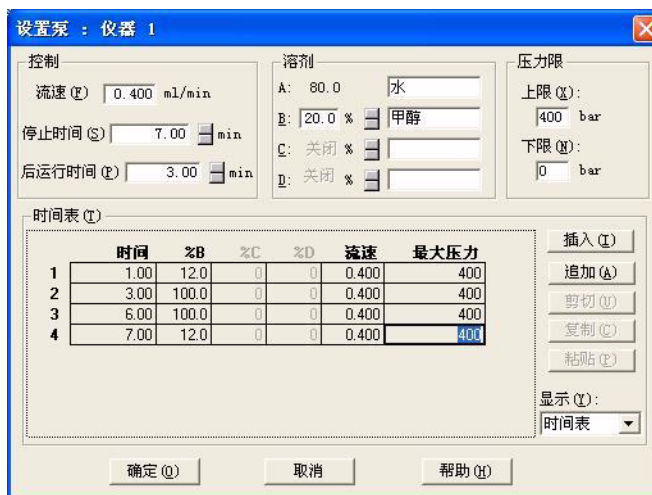 设置泵 : 仪器 1
控制
流速(F) 0.400 ml/min
停止时间(S) 7.00 min
后运行时间(P) 3.00 min
溶剂
A: 80.0 水
B: 20.0 % 甲醇
C: 关闭 %
D: 关闭 %
压力限
上限(X):
400 bar
下限(N):
0 bar
时间表(T)
时间 %B %C %D 流速 最大压力
1 1.00 12.0 0 0 0.400 400
2 3.00 100.0 0 0 0.400 400
3 6.00 100.0 0 0 0.400 400
4 7.00 12.0 0 0 0.400 400
插入(I)
追加(A)
剪切(U)
复制(C)
粘贴(P)
显示(Y):
时间表
确定(O) 取消 帮助(H)